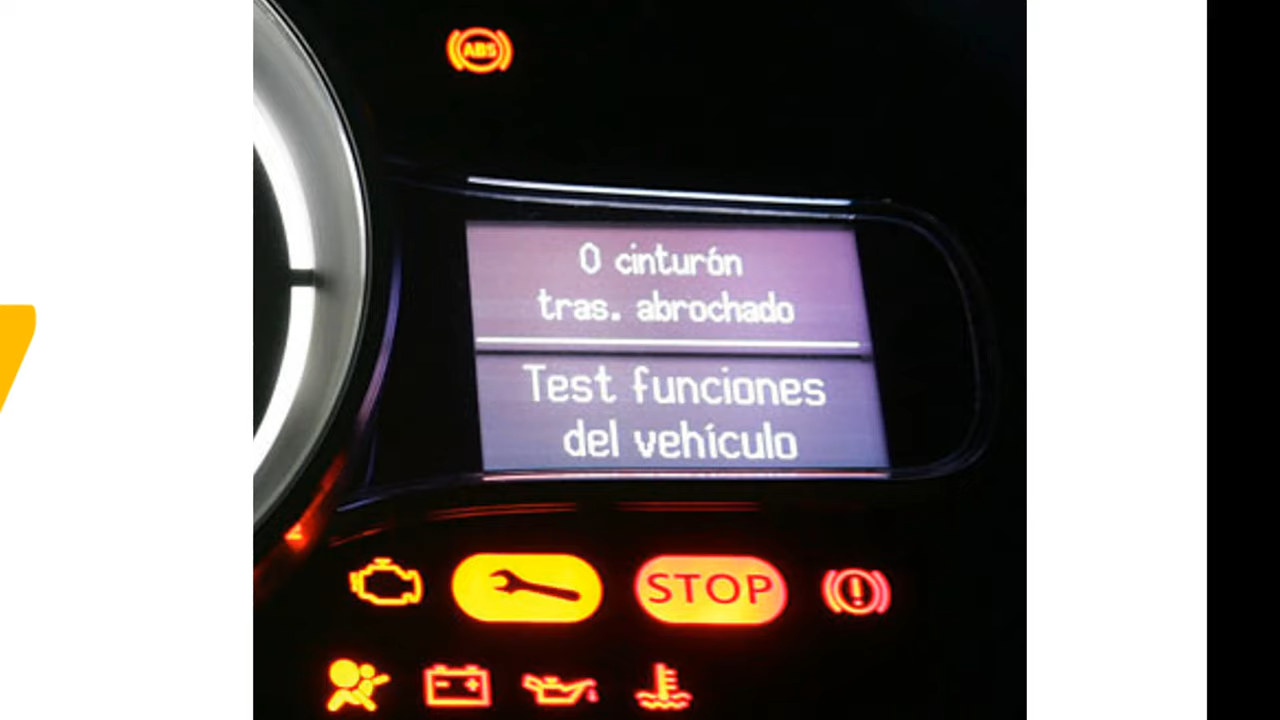 ABS
0 cinturón
tras. abrochado
Test funciones
del vehículo
STOP